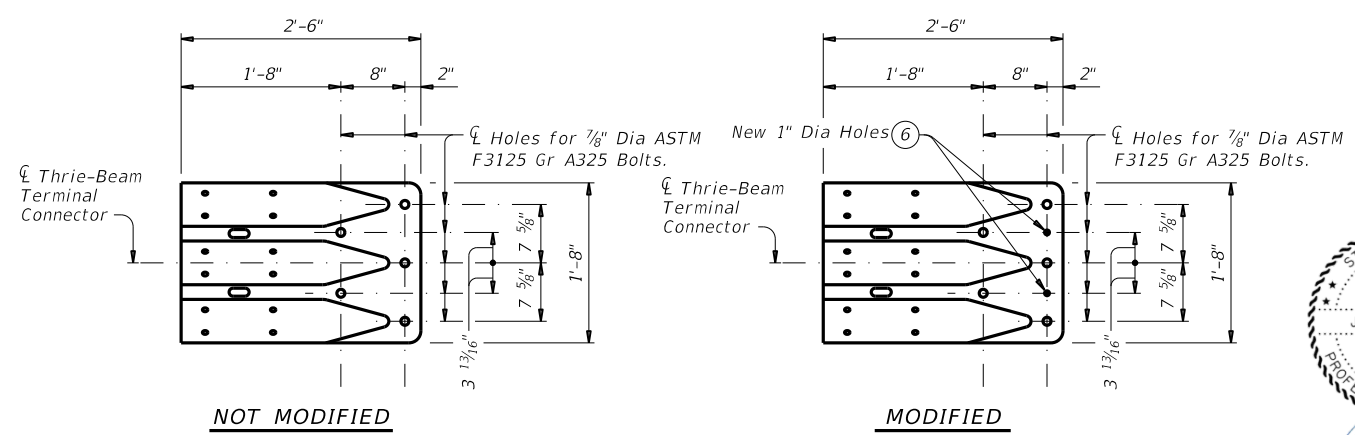 2'-6"
1'-8" 8" 2"
℄ Holes for 7/8" Dia ASTM
F3125 Gr A325 Bolts.
℄ Thrie-Beam
Terminal
Connector
7 5/8"
7 5/8"
3 13/16"
1'-8"
NOT MODIFIED
2'-6"
1'-8" 8" 2"
New 1" Dia Holes 6
℄ Holes for 7/8" Dia ASTM
F3125 Gr A325 Bolts.
℄ Thrie-Beam
Terminal
Connector
7 5/8"
7 5/8"
3 13/16"
1'-8"
MODIFIED